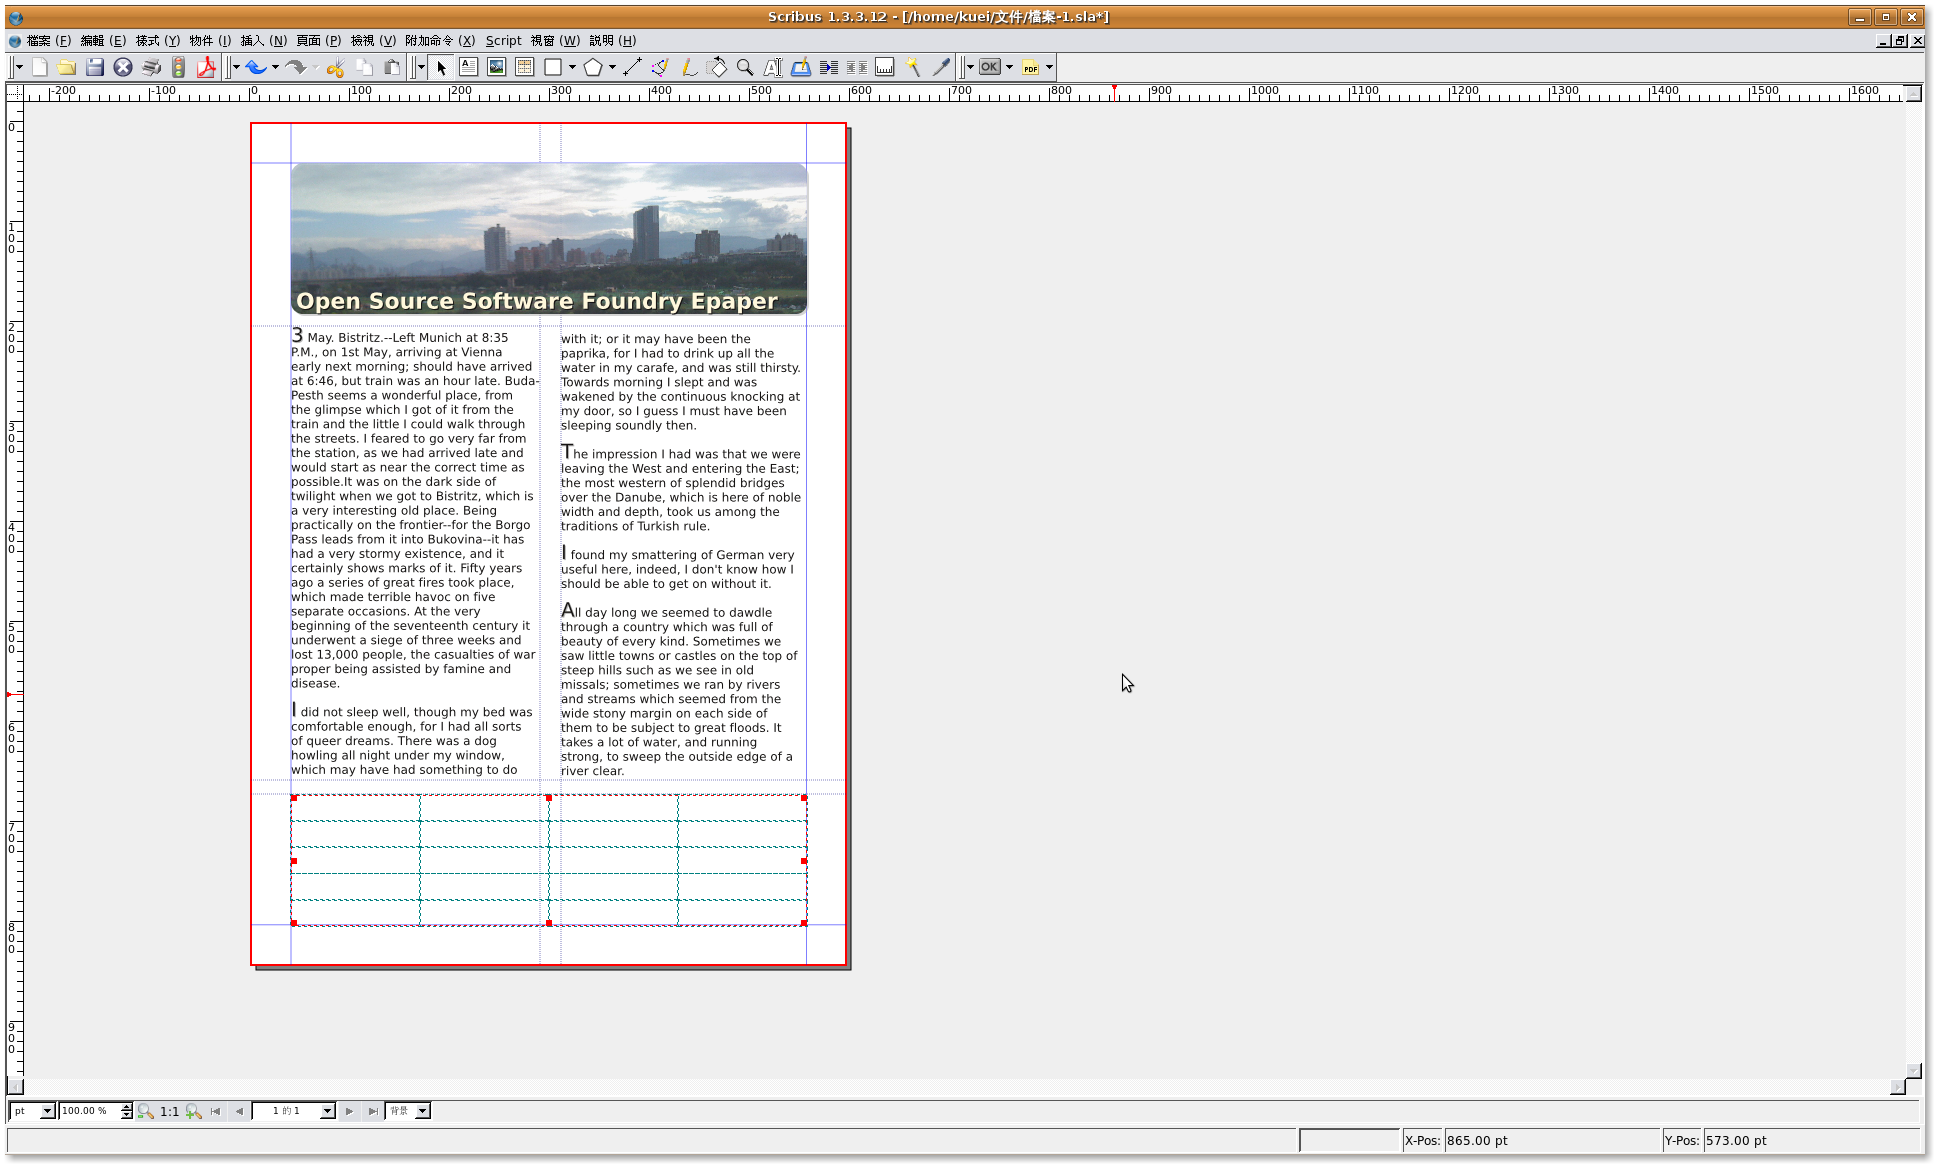 Scribus 1.3.3.12 - [/home/kuei/文件/檔案-1.sla*]
檔案 (F) 編輯 (E) 樣式 (Y) 物件 (I) 插入 (N) 頁面 (P) 檢視 (V) 附加命令 (X) Script 視窗 (W) 說明 (H)
OK PDF
-200 -100 0 100 200 300 400 500 600 700 800 900 1000 1100 1200 1300 1400 1500 1600
0
100
200
300
400
500
600
700
800
900
Open Source Software Foundry Epaper
3 May. Bistritz.--Left Munich at 8:35
P.M., on 1st May, arriving at Vienna
early next morning; should have arrived
at 6:46, but train was an hour late. Buda-
Pesth seems a wonderful place, from
the glimpse which I got of it from the
train and the little I could walk through
the streets. I feared to go very far from
the station, as we had arrived late and
would start as near the correct time as
possible.It was on the dark side of
twilight when we got to Bistritz, which is
a very interesting old place. Being
practically on the frontier--for the Borgo
Pass leads from it into Bukovina--it has
had a very stormy existence, and it
certainly shows marks of it. Fifty years
ago a series of great fires took place,
which made terrible havoc on five
separate occasions. At the very
beginning of the seventeenth century it
underwent a siege of three weeks and
lost 13,000 people, the casualties of war
proper being assisted by famine and
disease.
I did not sleep well, though my bed was
comfortable enough, for I had all sorts
of queer dreams. There was a dog
howling all night under my window,
which may have had something to do
with it; or it may have been the
paprika, for I had to drink up all the
water in my carafe, and was still thirsty.
Towards morning I slept and was
wakened by the continuous knocking at
my door, so I guess I must have been
sleeping soundly then.
The impression I had was that we were
leaving the West and entering the East;
the most western of splendid bridges
over the Danube, which is here of noble
width and depth, took us among the
traditions of Turkish rule.
I found my smattering of German very
useful here, indeed, I don't know how I
should be able to get on without it.
All day long we seemed to dawdle
through a country which was full of
beauty of every kind. Sometimes we
saw little towns or castles on the top of
steep hills such as we see in old
missals; sometimes we ran by rivers
and streams which seemed from the
wide stony margin on each side of
them to be subject to great floods. It
takes a lot of water, and running
strong, to sweep the outside edge of a
river clear.
pt 100.00 % 1:1 1 的 1 背景
X-Pos: 865.00 pt Y-Pos: 573.00 pt